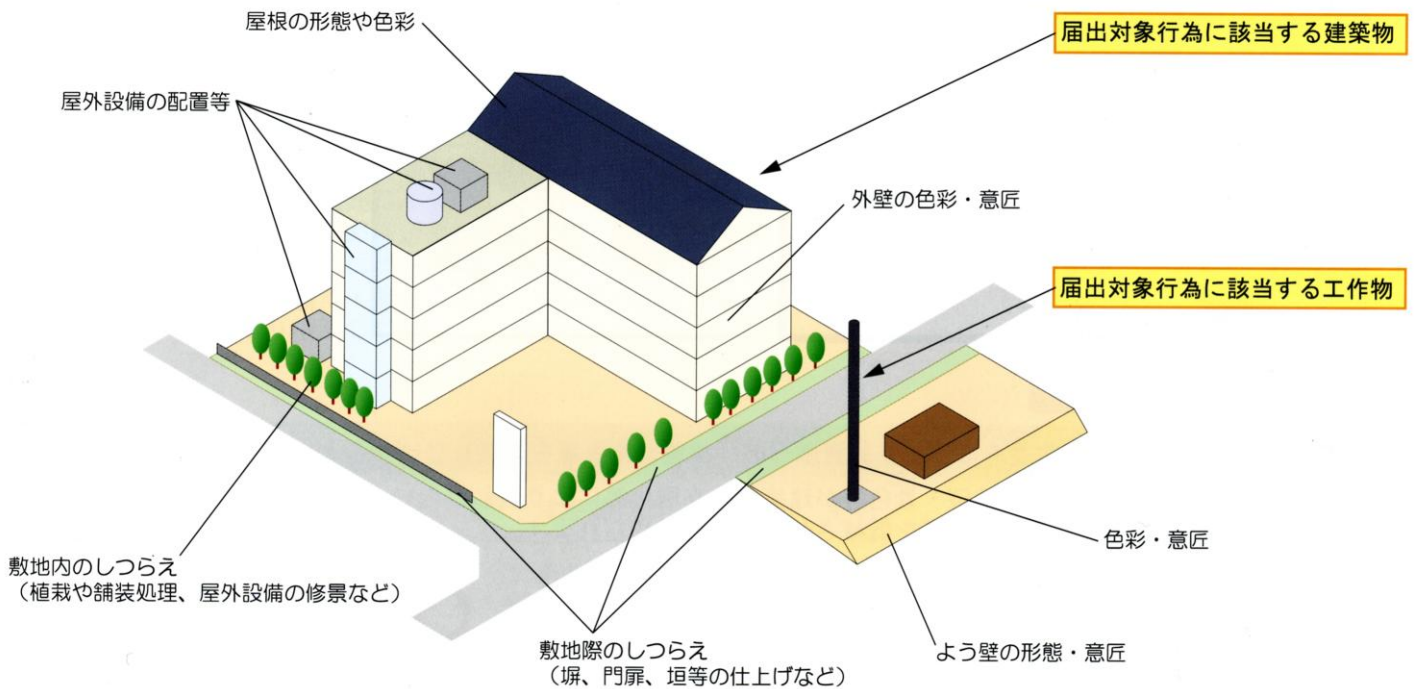 屋根の形態や色彩
届出対象行為に該当する建築物
屋外設備の配置等
外壁の色彩・意匠
届出対象行為に該当する工作物
色彩・意匠
敷地内のしつらえ
（植栽や舗装処理、屋外設備の修景など）
敷地際のしつらえ
（塀、門扉、垣等の仕上げなど）
よう壁の形態・意匠